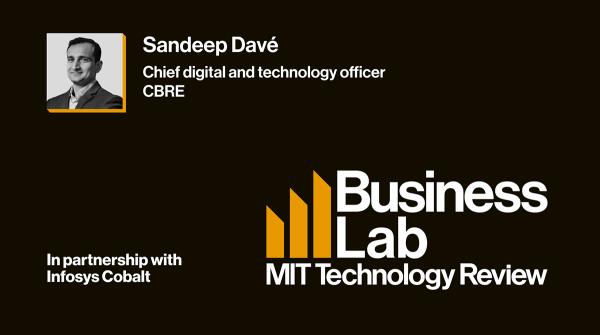 Sandeep Davé
Chief digital and technology officer
CBRE
In partnership with
Infosys Cobalt
Business
Lab
MIT Technology Review